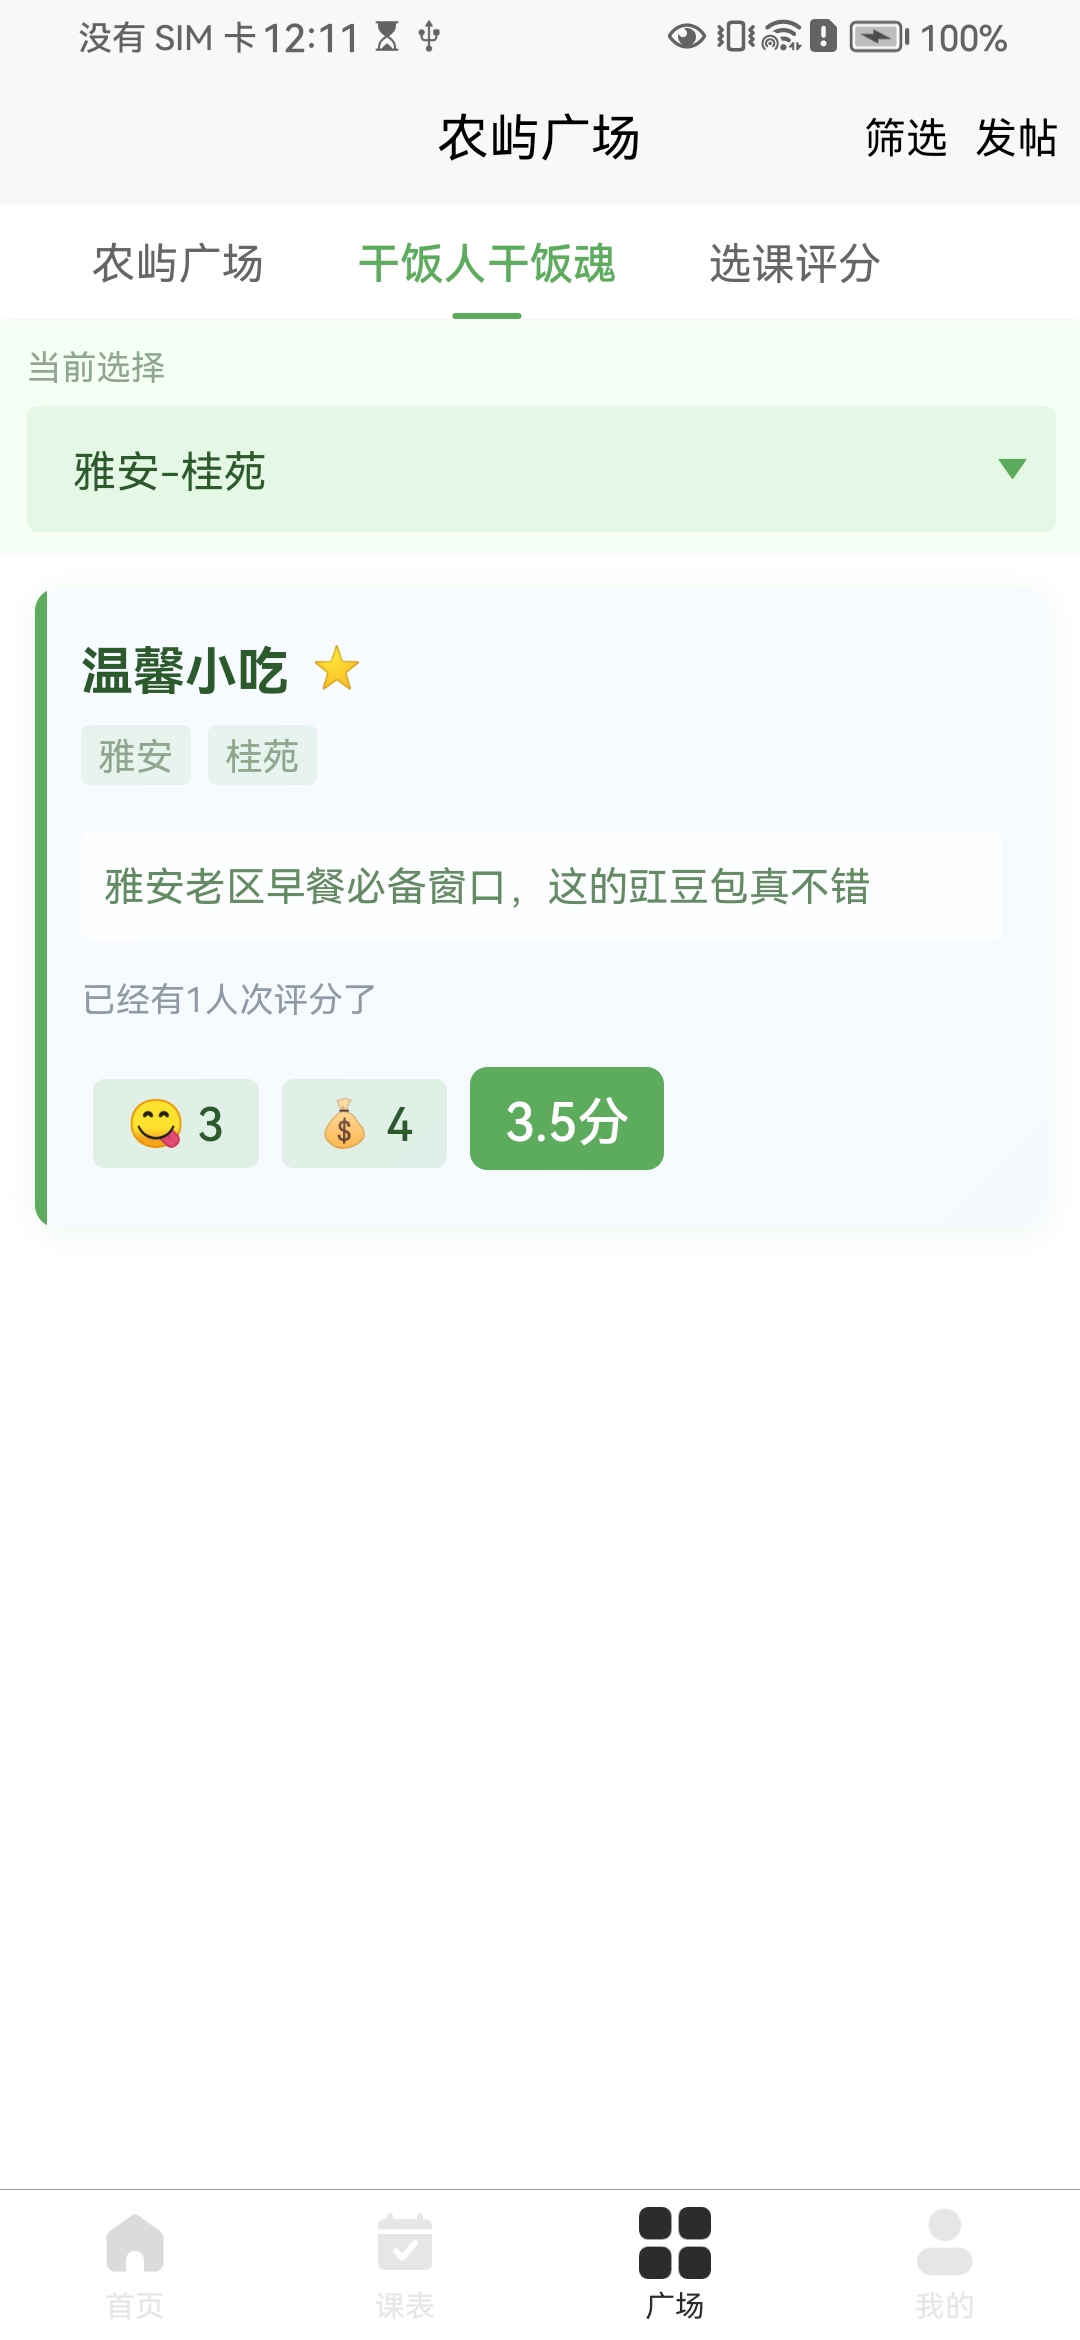 没有 SIM 卡 12:11 100%
农屿广场 筛选 发帖
农屿广场 干饭人干饭魂 选课评分
当前选择
雅安-桂苑
温馨小吃
雅安 桂苑
雅安老区早餐必备窗口，这的豇豆包真不错
已经有1人次评分了
3 4 3.5分
首页 课表 广场 我的